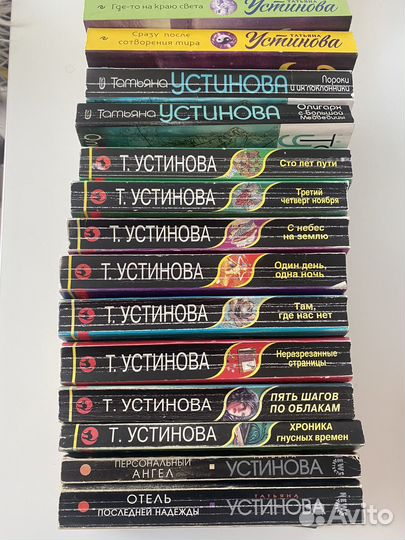 Где-то на краю света
Устинова
Сразу после
сотворения мира
ТАТЬЯНА
Устинова
ТАТЬЯНА УСТИНОВА
Пороки
и их поклонники
ТАТЬЯНА УСТИНОВА
Олигарх
с Большой
Медведицы
Т. УСТИНОВА
Сто лет пути
Т. УСТИНОВА
Третий
четверг ноября
Т. УСТИНОВА
С небес
на землю
Т. УСТИНОВА
Один день,
одна ночь
Т. УСТИНОВА
Там,
где нас нет
Т. УСТИНОВА
Неразрезанные
страницы
Т. УСТИНОВА
ПЯТЬ ШАГОВ
ПО ОБЛАКАМ
Т. УСТИНОВА
ХРОНИКА
гнусных времен
ПЕРСОНАЛЬНЫЙ
АНГЕЛ
УСТИНОВА
ОТЕЛЬ
ПОСЛЕДНЕЙ НАДЕЖДЫ
ТАТЬЯНА
УСТИНОВА
Avito